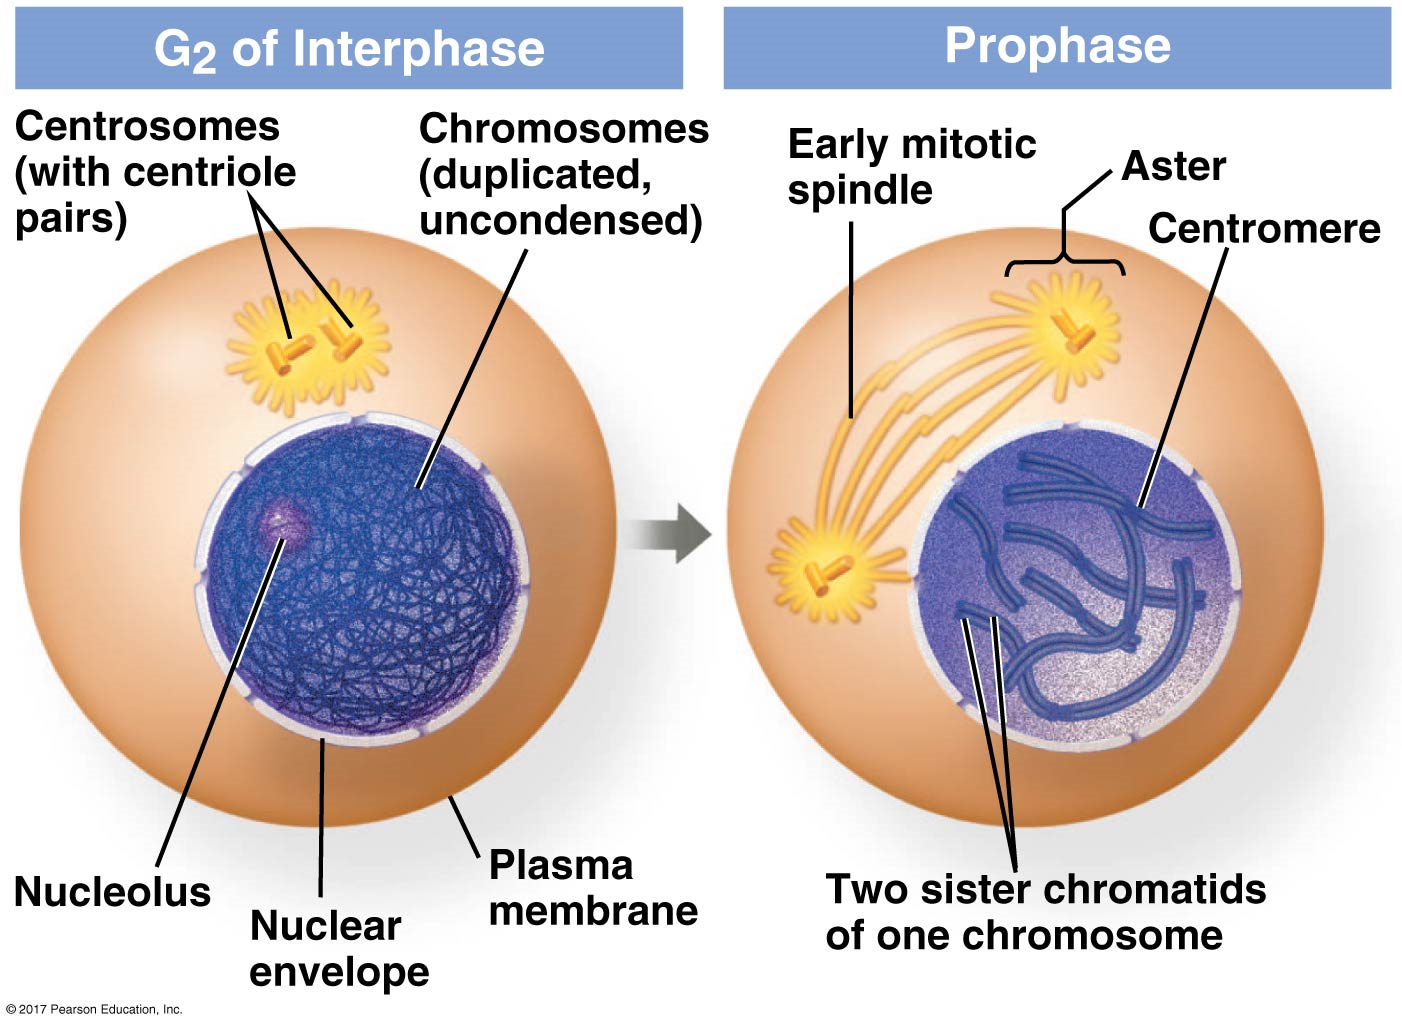 G2 of Interphase
Centrosomes
(with centriole
pairs)
Chromosomes
(duplicated,
uncondensed)
Nucleolus
Nuclear
envelope
Plasma
membrane
Prophase
Early mitotic
spindle
Aster
Centromere
Two sister chromatids
of one chromosome
© 2017 Pearson Education, Inc.